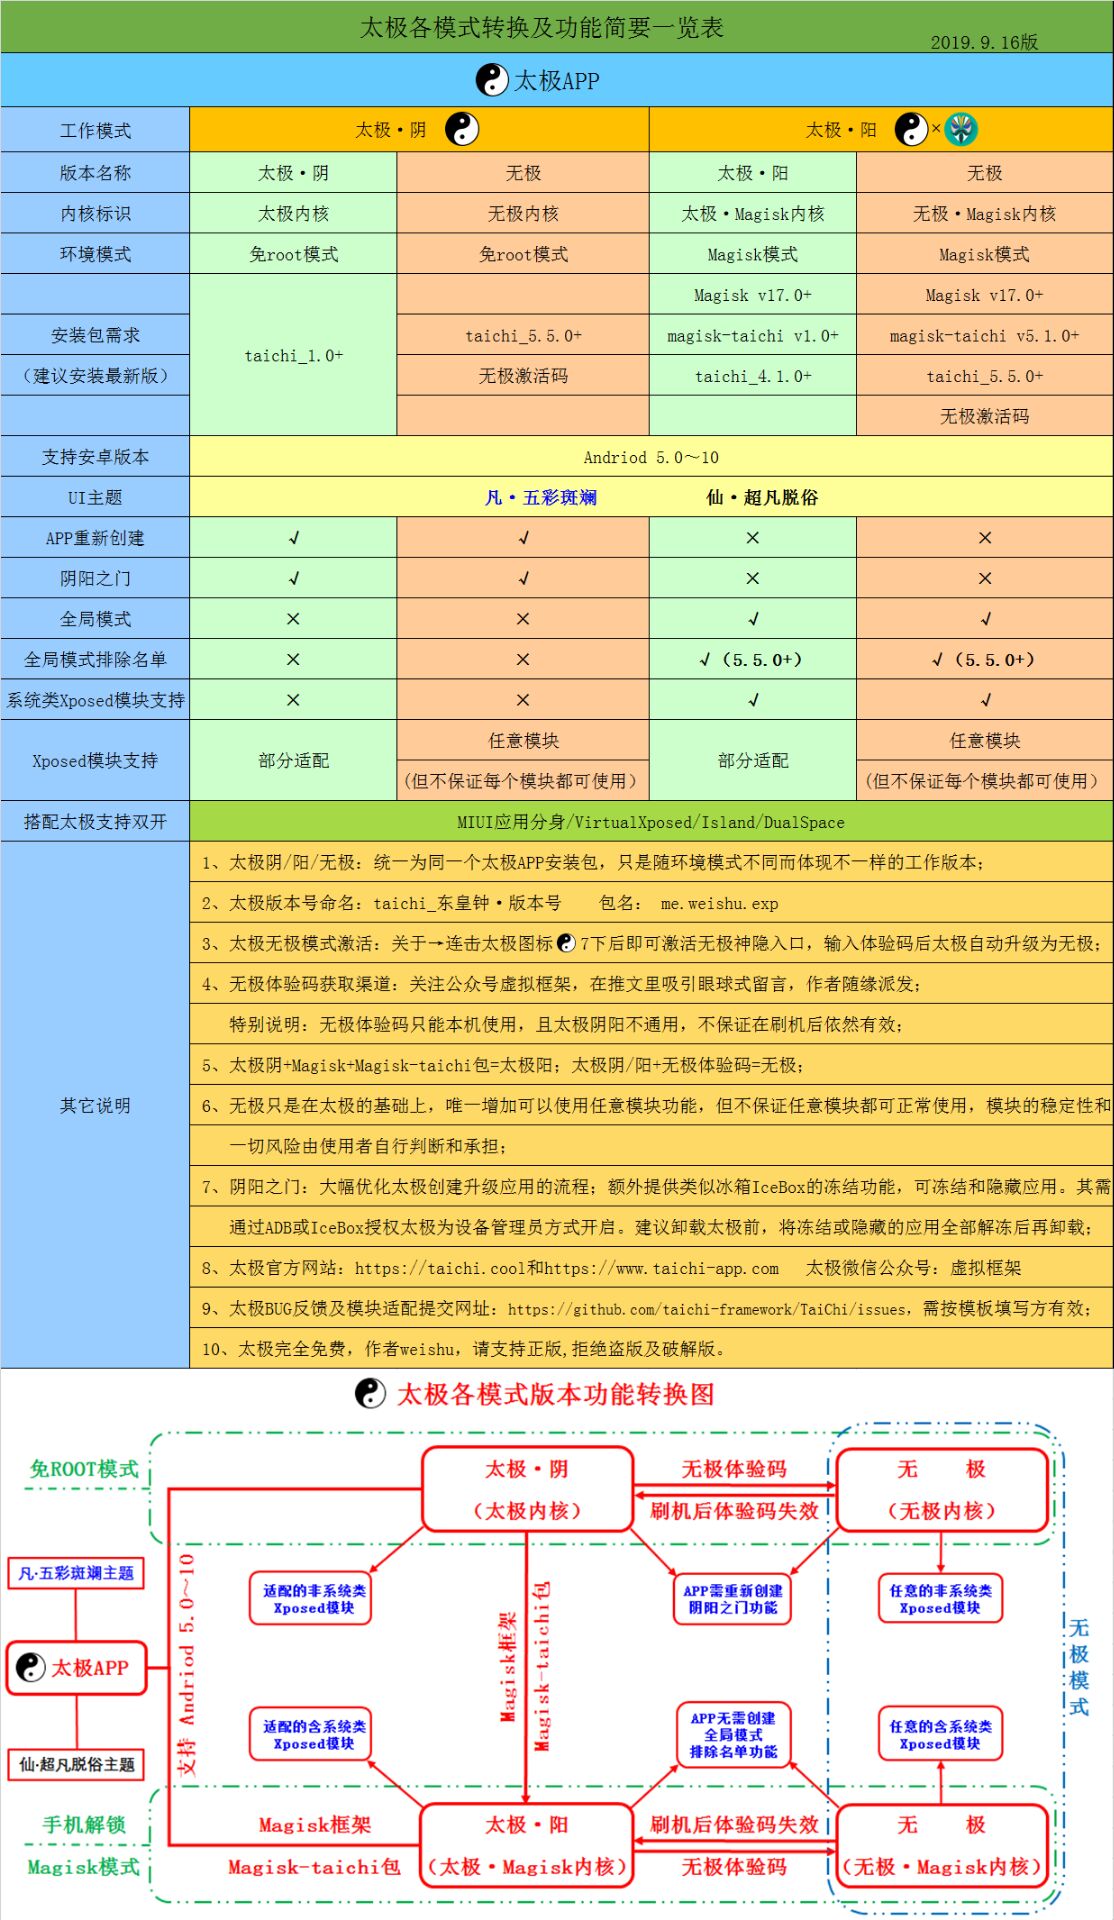 太极各模式转换及功能简要一览表
2019.9.16版
太极APP
工作模式 太极·阴 太极·阳 ×
版本名称 太极·阴 无极 太极·阳 无极
内核标识 太极内核 无极内核 太极·Magisk内核 无极·Magisk内核
环境模式 免root模式 免root模式 Magisk模式 Magisk模式
Magisk v17.0+ Magisk v17.0+
安装包需求 taichi_5.5.0+ magisk-taichi v1.0+ magisk-taichi v5.1.0+
taichi_1.0+
（建议安装最新版） 无极激活码 taichi_4.1.0+ taichi_5.5.0+
无极激活码
支持安卓版本 Andriod 5.0～10
UI主题 凡·五彩斑斓 仙·超凡脱俗
APP重新创建 √ √ × ×
阴阳之门 √ √ × ×
全局模式 × × √ √
全局模式排除名单 × × √（5.5.0+） √（5.5.0+）
系统类Xposed模块支持 × × √ √
Xposed模块支持 部分适配 任意模块 部分适配 任意模块
(但不保证每个模块都可使用） (但不保证每个模块都可使用）
搭配太极支持双开 MIUI应用分身/VirtualXposed/Island/DualSpace
其它说明
1、太极阴/阳/无极：统一为同一个太极APP安装包，只是随环境模式不同而体现不一样的工作版本；
2、太极版本号命名：taichi_东皇钟·版本号 包名： me.weishu.exp
3、太极无极模式激活：关于→连击太极图标 7下后即可激活无极神隐入口，输入体验码后太极自动升级为无极；
4、无极体验码获取渠道：关注公众号虚拟框架，在推文里吸引眼球式留言，作者随缘派发；
特别说明：无极体验码只能本机使用，且太极阴阳不通用，不保证在刷机后依然有效；
5、太极阴+Magisk+Magisk-taichi包=太极阳；太极阴/阳+无极体验码=无极；
6、无极只是在太极的基础上，唯一增加可以使用任意模块功能，但不保证任意模块都可正常使用，模块的稳定性和
一切风险由使用者自行判断和承担；
7、阴阳之门：大幅优化太极创建升级应用的流程；额外提供类似冰箱IceBox的冻结功能，可冻结和隐藏应用。其需
通过ADB或IceBox授权太极为设备管理员方式开启。建议卸载太极前，将冻结或隐藏的应用全部解冻后再卸载；
8、太极官方网站：https://taichi.cool和https://www.taichi-app.com 太极微信公众号：虚拟框架
9、太极BUG反馈及模块适配提交网址：https://github.com/taichi-framework/TaiChi/issues，需按模板填写方有效；
10、太极完全免费，作者weishu，请支持正版,拒绝盗版及破解版。
太极各模式版本功能转换图
免ROOT模式
太极·阴
（太极内核）
无极体验码
刷机后体验码失效
无 极
（无极内核）
凡·五彩斑斓主题
太极APP
仙·超凡脱俗主题
支持 Andriod 5.0～10
适配的非系统类
Xposed模块
Magisk框架
Magisk-taichi包
APP需重新创建
阴阳之门功能
任意的非系统类
Xposed模块
无极模式
适配的含系统类
Xposed模块
APP无需创建
全局模式
排除名单功能
任意的含系统类
Xposed模块
手机解锁
Magisk模式
Magisk框架
Magisk-taichi包
太极·阳
（太极·Magisk内核）
刷机后体验码失效
无极体验码
无 极
（无极·Magisk内核）